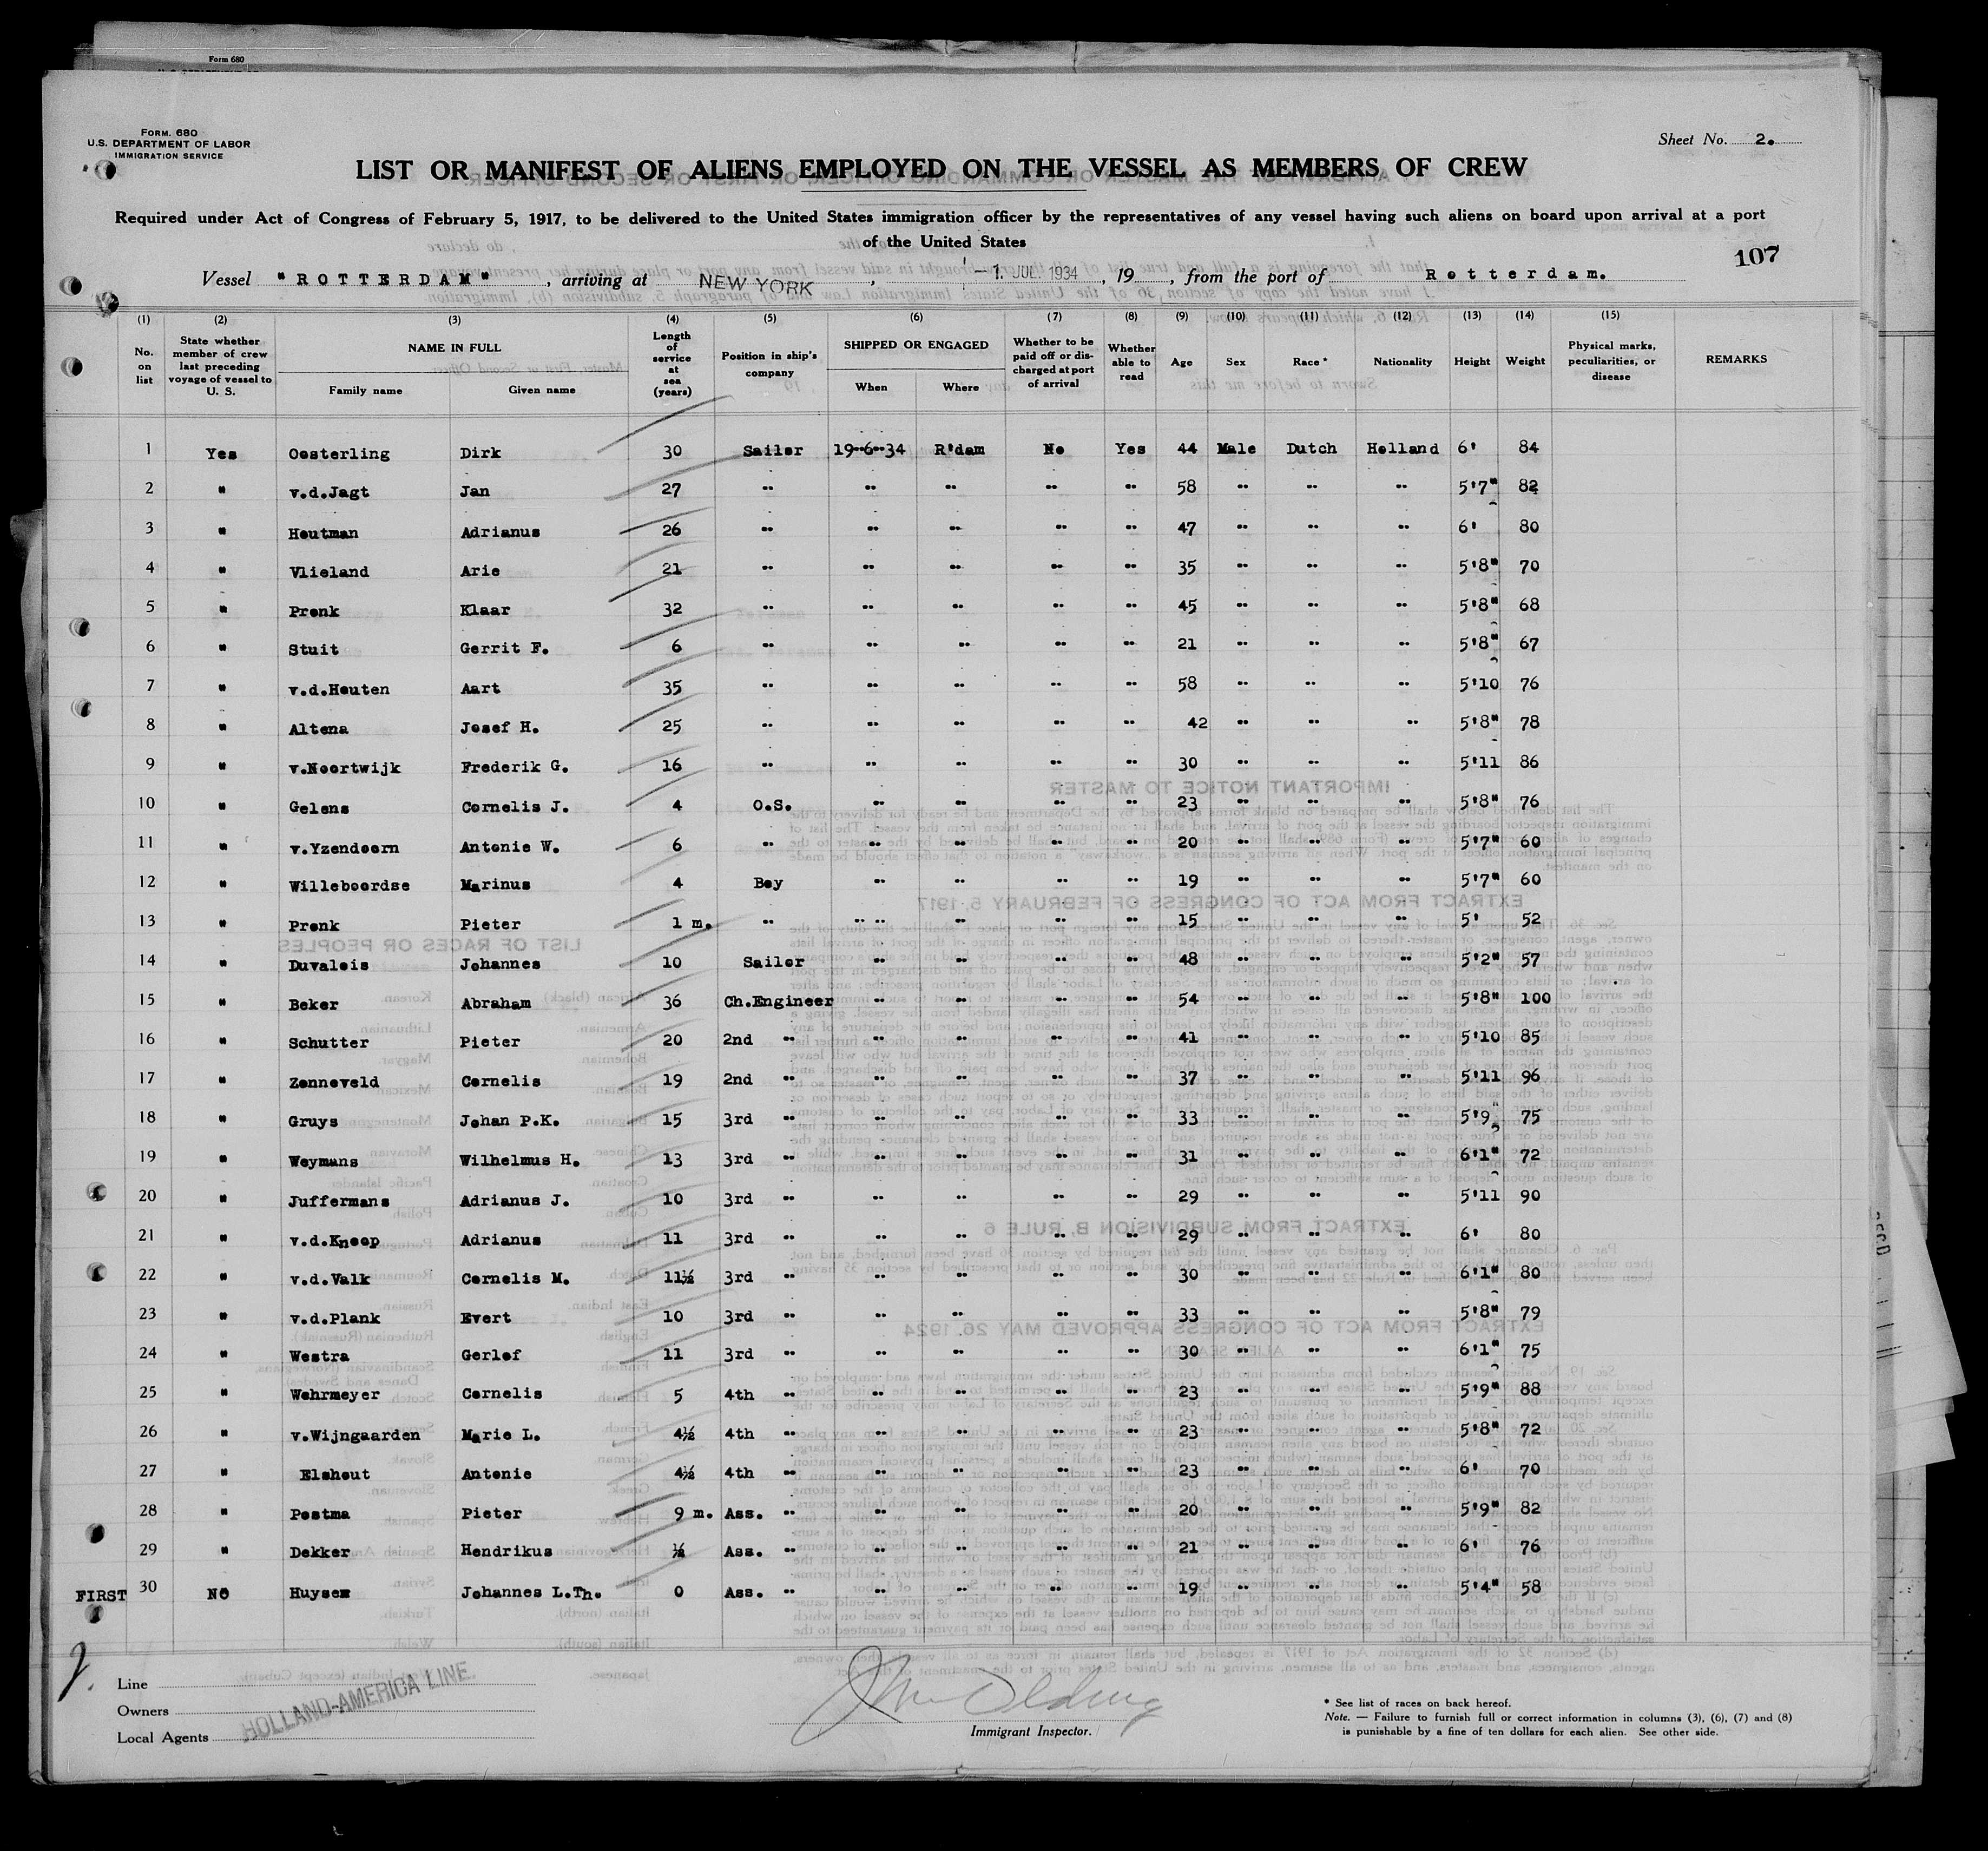 Form 680
FORM. 680
U.S. DEPARTMENT OF LABOR
IMMIGRATION SERVICE
Sheet No. 2.
LIST OR MANIFEST OF ALIENS EMPLOYED ON THE VESSEL AS MEMBERS OF CREW
Required under Act of Congress of February 5, 1917, to be delivered to the United States immigration officer by the representatives of any vessel having such aliens on board upon arrival at a port
of the United States
107
Vessel "ROTTERDAM", arriving at NEW YORK, -1. JUL. 1934, 19, from the port of Rotterdam.
(1) (2) (3) (4) (5) (6) (7) (8) (9) (10) (11) (12) (13) (14) (15)
No. on list State whether member of crew last preceding voyage of vessel to U. S. NAME IN FULL Length of service at sea (years) Position in ship's company SHIPPED OR ENGAGED Whether to be paid off or discharged at port of arrival Whether able to read Age Sex Race * Nationality Height Weight Physical marks, peculiarities, or disease REMARKS
Family name Given name When Where
1 Yes Oosterling Dirk 30 Sailor 19-6-34 R'dam No Yes 44 Male Dutch Holland 6' 84
2 " v.d.Jagt Jan 27 " " " " " 58 " " " 5'7" 82
3 " Houtman Adrianus 26 " " " " " 47 " " " 6' 80
4 " Vlieland Arie 21 " " " " " 35 " " " 5'8" 70
5 " Pronk Klaar 32 " " " " " 45 " " " 5'8" 68
6 " Stuit Gerrit F. 6 " " " " " 21 " " " 5'8" 67
7 " v.d.Houten Aart 35 " " " " " 58 " " " 5'10 76
8 " Altena Josef H. 25 " " " " " 42 " " " 5'8" 78
9 " v.Noortwijk Frederik G. 16 " " " " " 30 " " " 5'11 86
10 " Gelens Cornelis J. 4 O.S. " " " " 23 " " " 5'8" 76
11 " v.Yzendoorn Antonie W. 6 " " " " " 20 " " " 5'7" 60
12 " Willeboordse Marinus 4 Boy " " " " 19 " " " 5'7" 60
13 " Pronk Pieter 1 m. " " " " " " 15 " " " 5' 52
14 " Duvalois Johannes 10 Sailor " " " " 48 " " " 5'2" 57
15 " Beker Abraham 36 Ch.Engineer " " " " 54 " " " 5'8" 100
16 " Schutter Pieter 20 2nd " " " " " 41 " " " 5'10 85
17 " Zonneveld Cornelis 19 2nd " " " " " 37 " " " 5'11 96
18 " Gruys Johan P.K. 15 3rd " " " " " 33 " " " 5'9" 75
19 " Weymans Wilhelmus H. 13 3rd " " " " " 31 " " " 6'1" 72
20 " Juffermans Adrianus J. 10 3rd " " " " " 29 " " " 5'11 90
21 " v.d.Knoop Adrianus 11 3rd " " " " " 29 " " " 6' 80
22 " v.d.Valk Cornelis M. 11½ 3rd " " " " " 30 " " " 6'1" 80
23 " v.d.Plank Evert 10 3rd " " " " " 33 " " " 5'8" 79
24 " Westra Gerlof 11 3rd " " " " " 30 " " " 6'1" 75
25 " Wehrmeyer Cornelis 5 4th " " " " " 23 " " " 5'9" 88
26 " v.Wijngaarden Marie L. 4½ 4th " " " " " 23 " " " 5'8" 72
27 " Elshout Antonie 4½ 4th " " " " " 23 " " " 6' 70
28 " Postma Pieter 9 m. Ass. " " " " " 20 " " " 5'9" 82
29 " Dekker Hendrikus ½ Ass. " " " " " 21 " " " 6' 76
FIRST 30 No Huysem Johannes L.Th. 0 Ass. " " " " " 19 " " " 5'4" 58
Line
Owners
Local Agents
HOLLAND-AMERICA LINE.
Immigrant Inspector.
* See list of races on back hereof.
Note. — Failure to furnish full or correct information in columns (3), (6), (7) and (8)
is punishable by a fine of ten dollars for each alien. See other side.